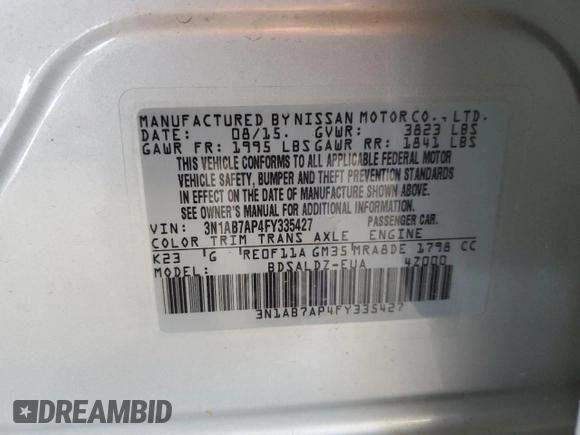 MANUFACTURED BY NISSAN MOTOR CO., LTD.
DATE: 08/15. GVWR: 3823 LBS
GAWR FR: 1995 LBS GAWR RR: 1841 LBS
THIS VEHICLE CONFORMS TO ALL APPLICABLE FEDERAL MOTOR
VEHICLE SAFETY, BUMPER AND THEFT PREVENTION STANDARDS
IN EFFECT ON THE DATE OF MANUFACTURE SHOWN ABOVE.
SEE OWNER'S MANUAL FOR ADDITIONAL INFORMATION.
VIN: 3N1AB7AP4FY335427 PASSENGER CAR.
COLOR TRIM TRANS AXLE ENGINE
K23 G RE0F11A GM35 MRA8DE 1798 CC
MODEL: BDSALDZ-EUA 4Z000
3N1AB7AP4FY335427
DREAMBID